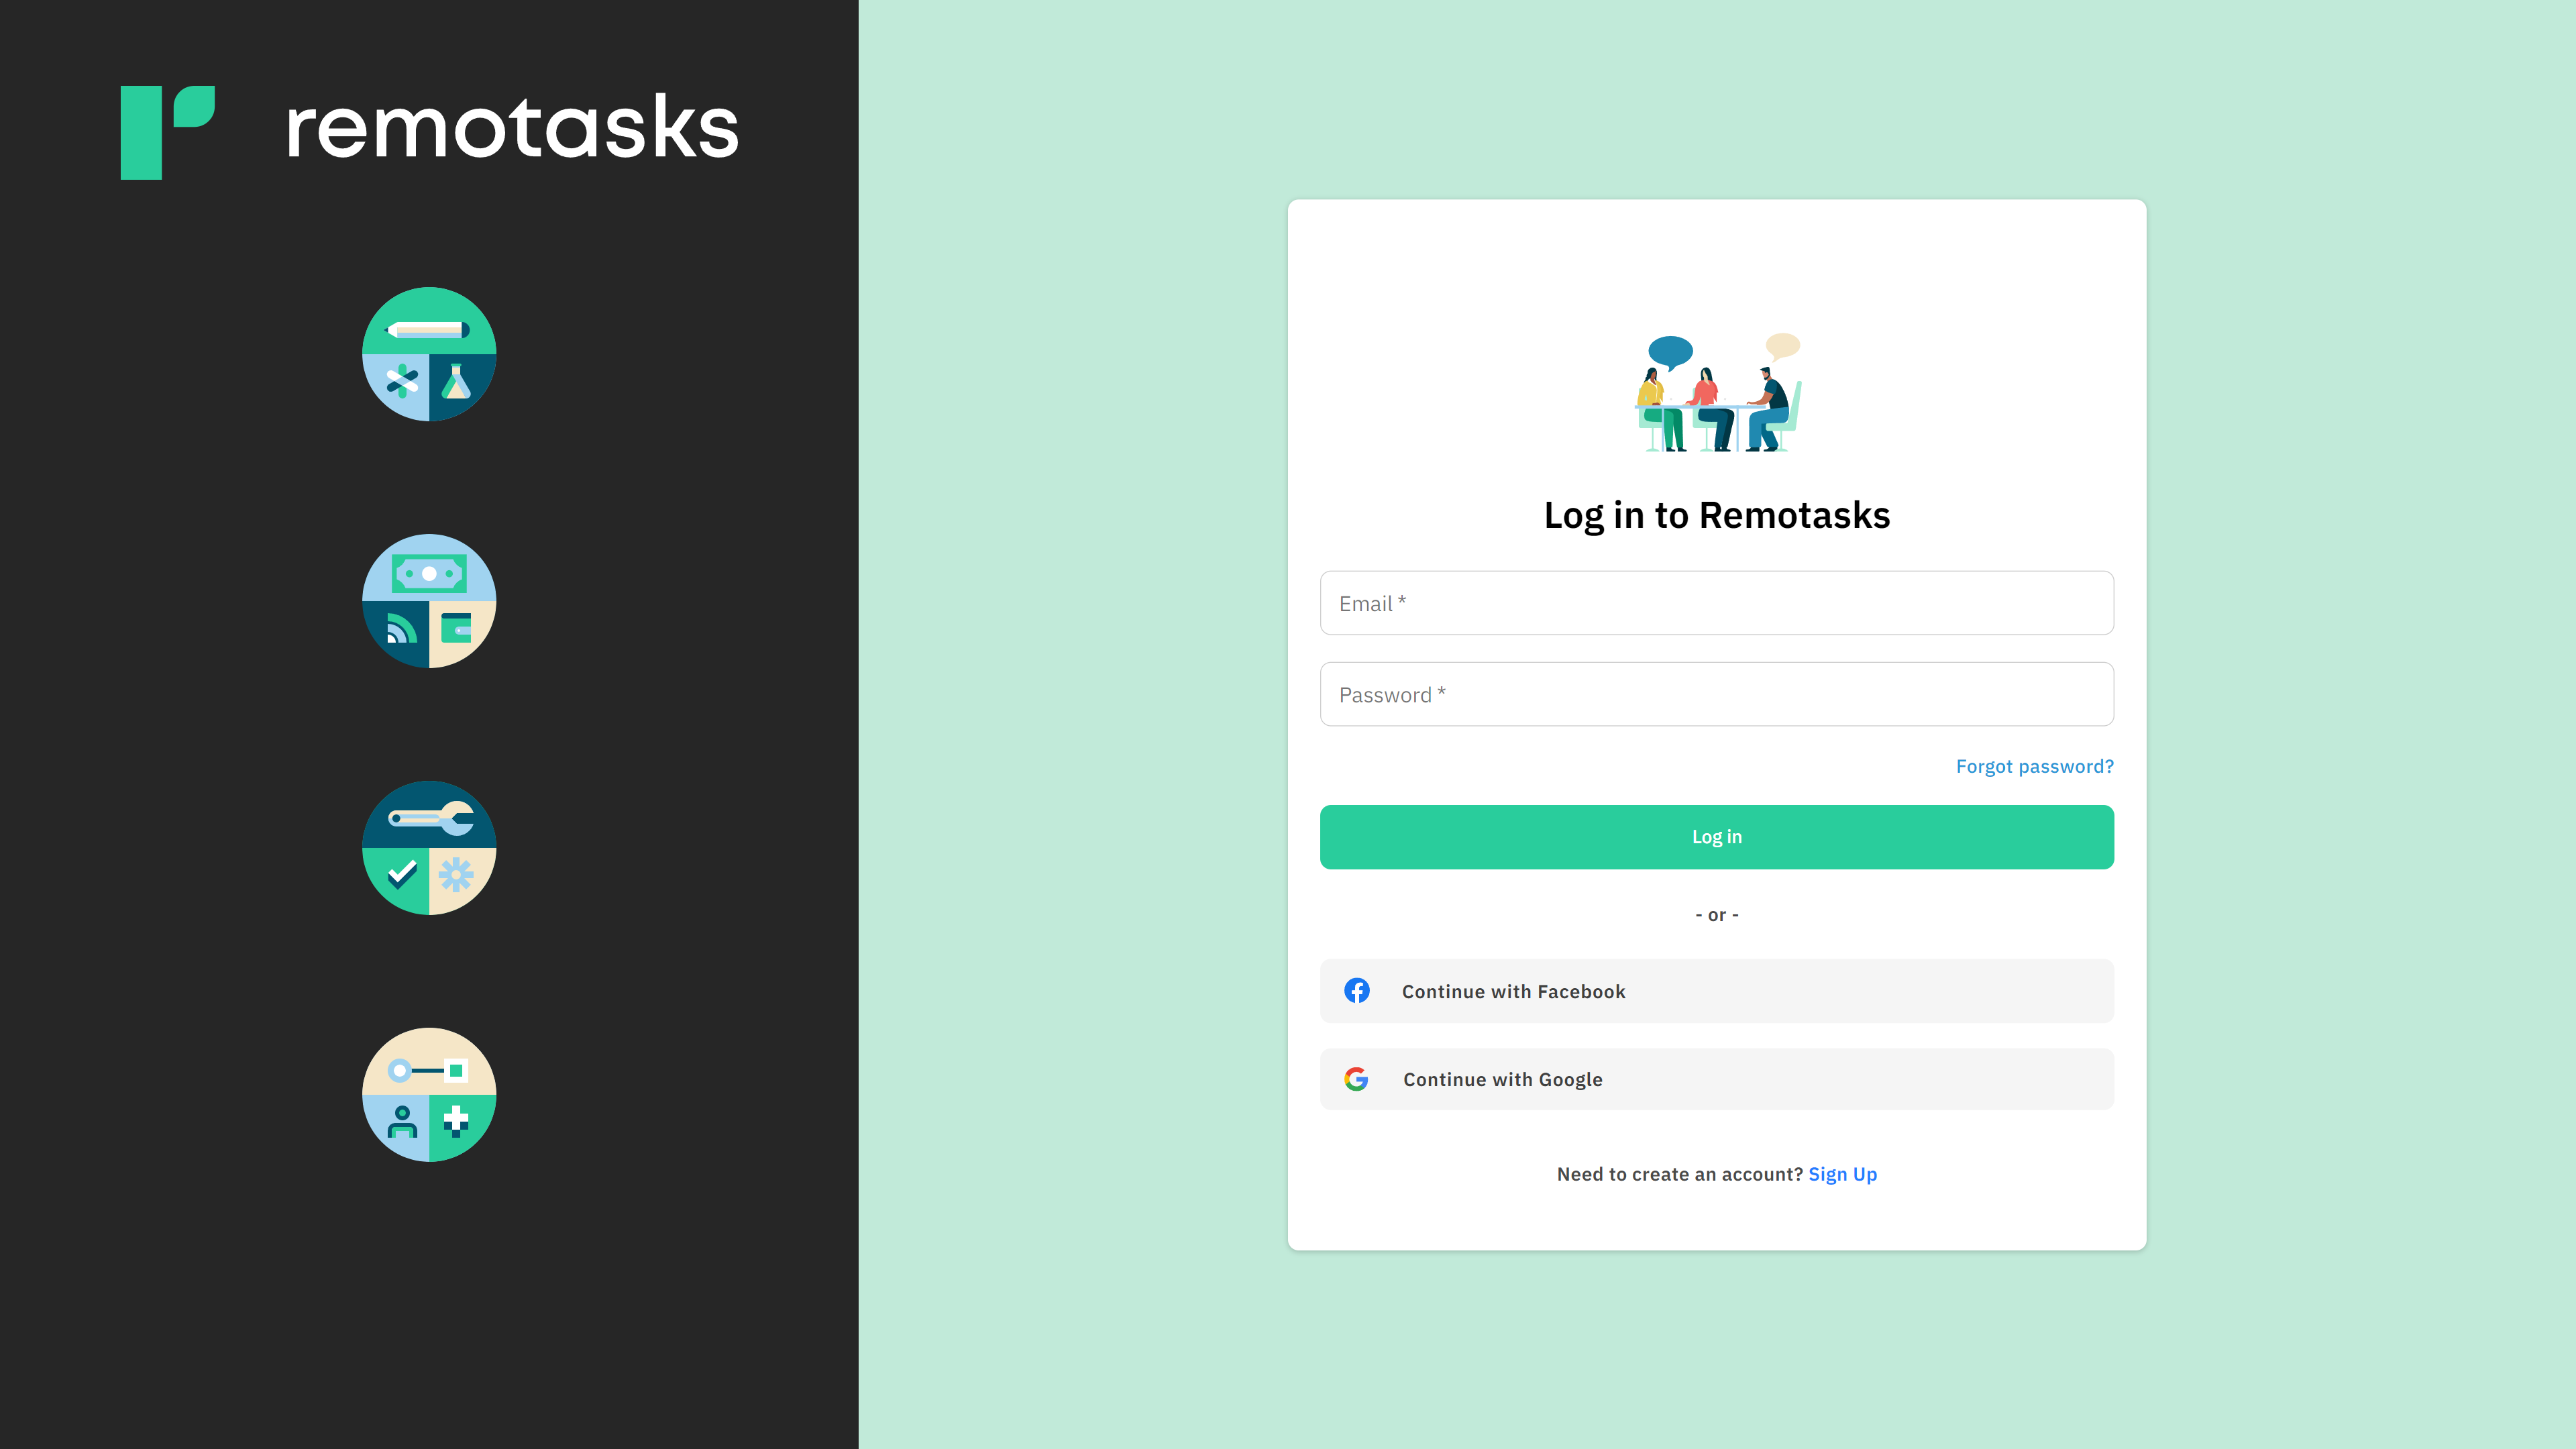 remotasks
Log in to Remotasks
Email *
Password *
Forgot password?
Log in
- or -
Continue with Facebook
Continue with Google
Need to create an account? Sign Up